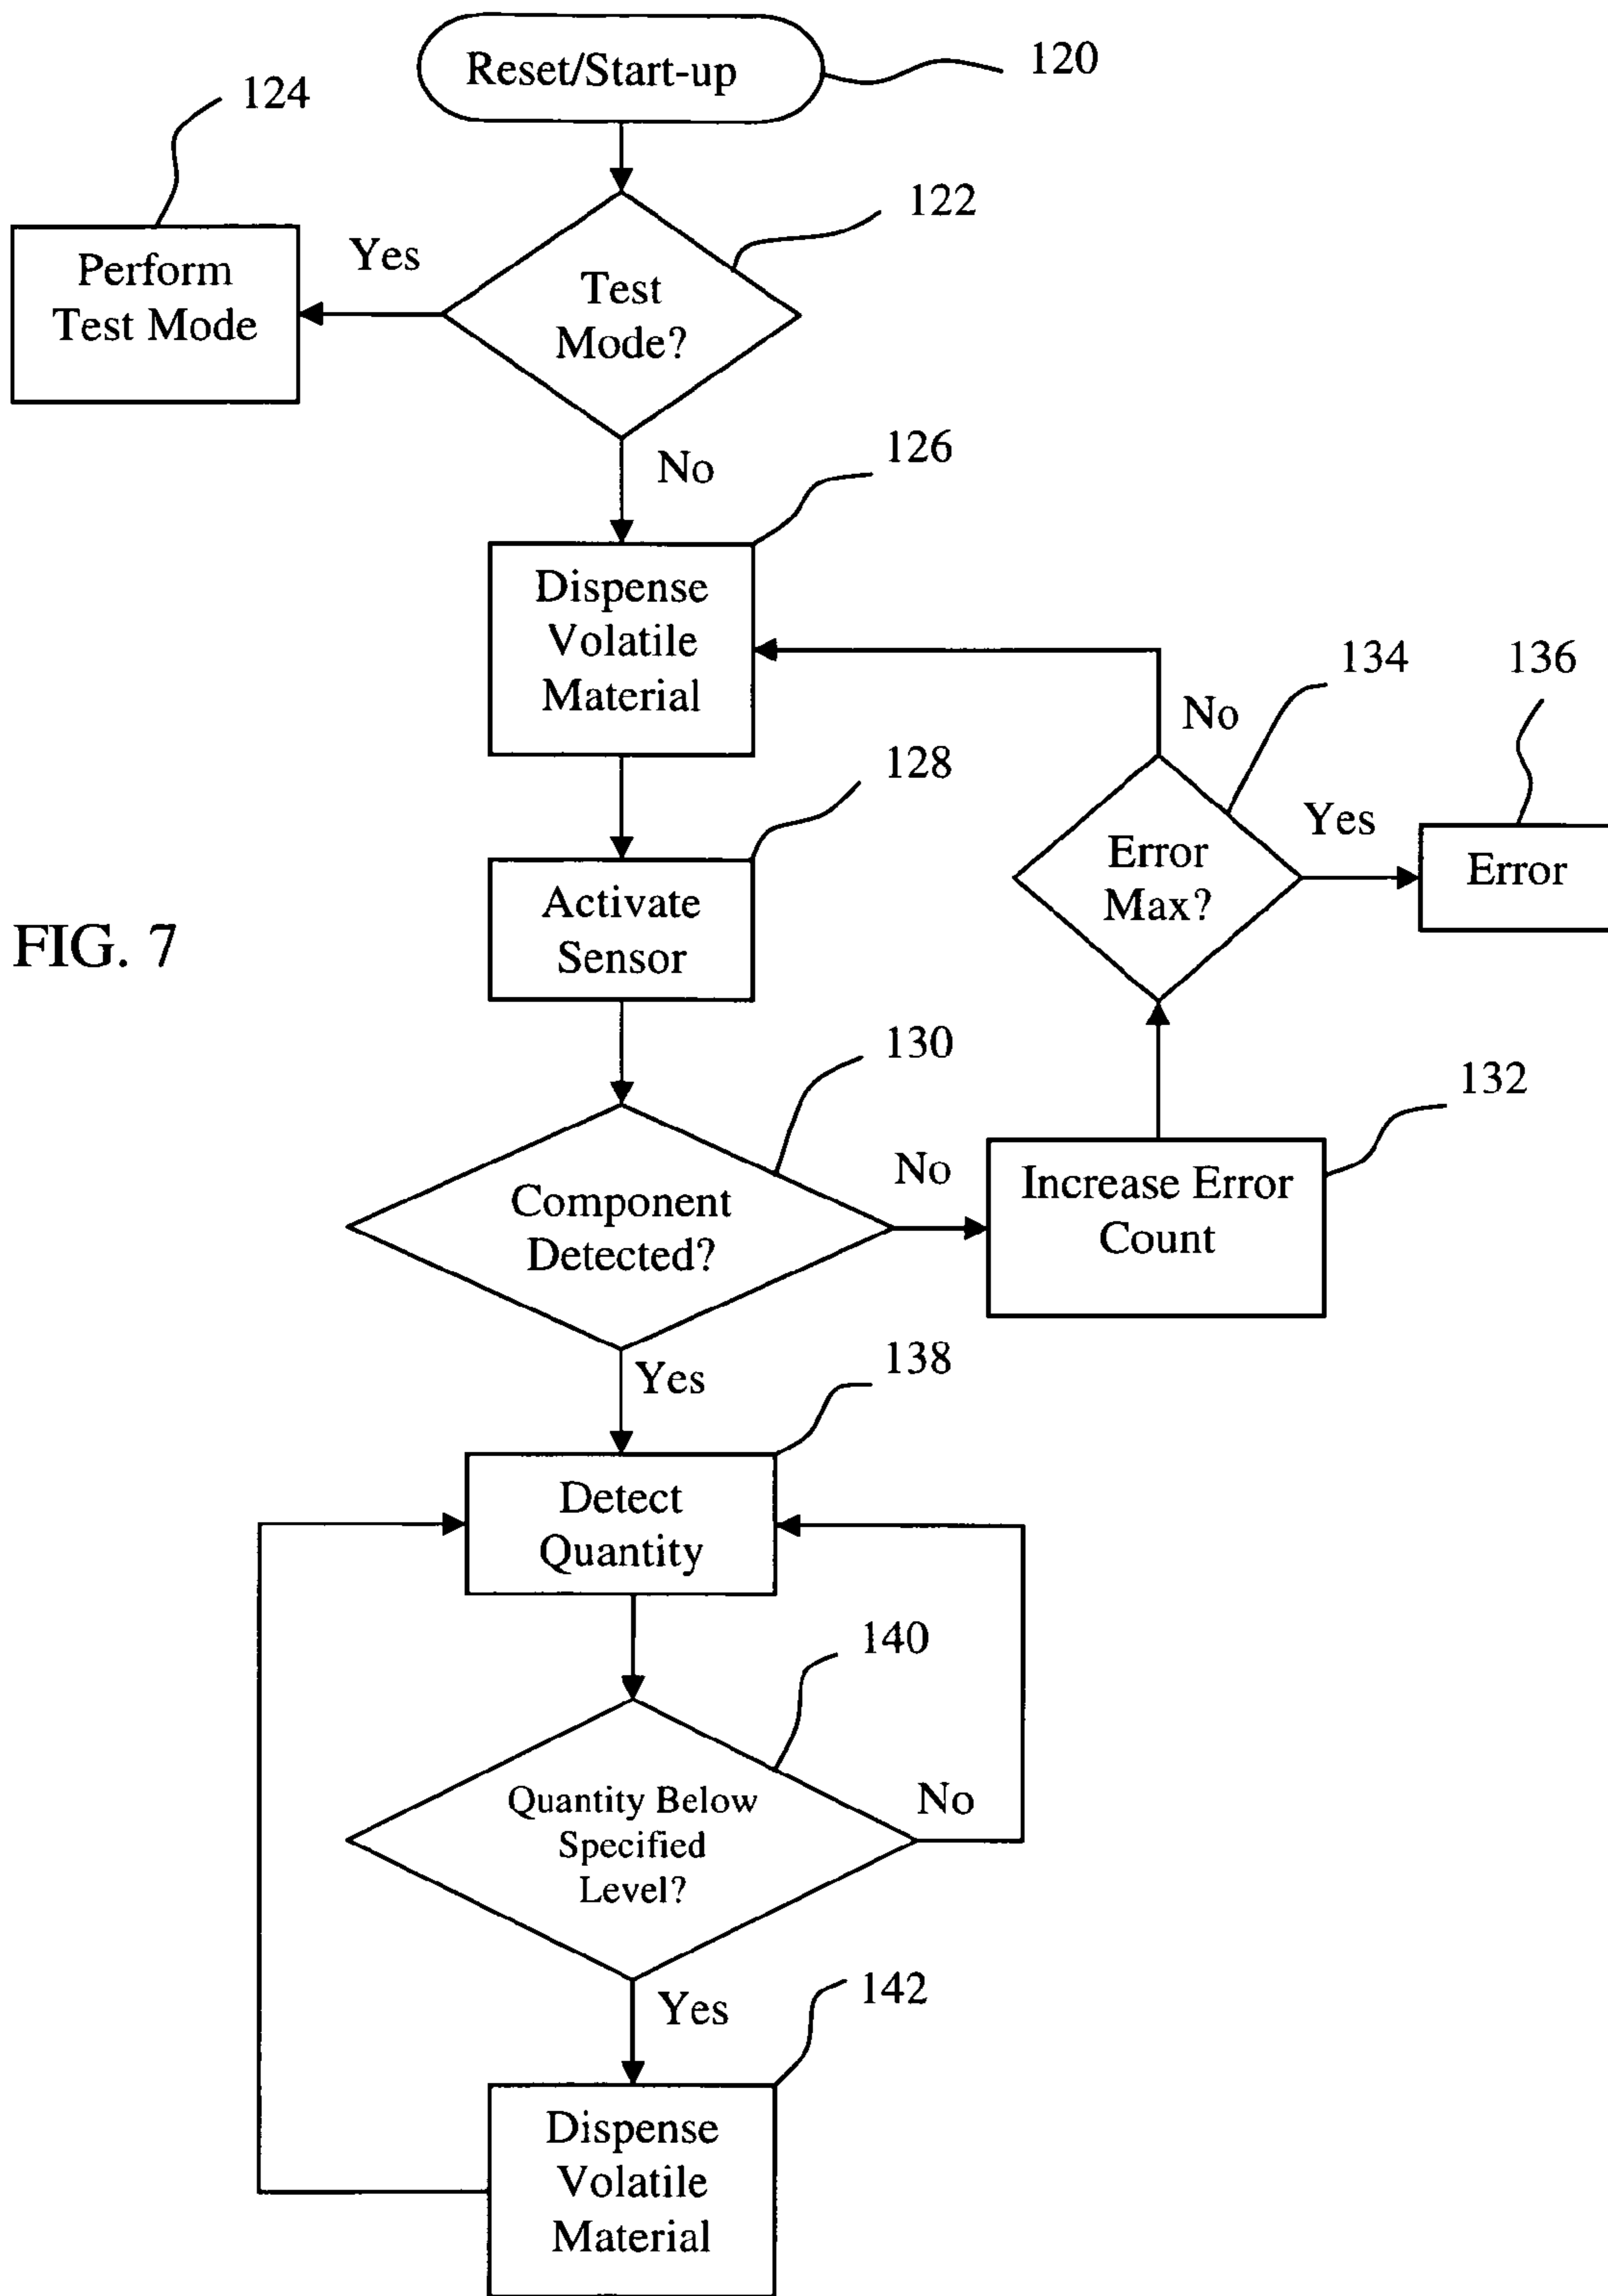 Reset/Start-up
120
124
122
Perform
Test Mode
Yes
Test
Mode?
No
126
Dispense
Volatile
Material
134
136
No
128
Yes
Error
Max?
Error
Activate
Sensor
FIG. 7
130
132
No
Increase Error
Count
Component
Detected?
138
Yes
Detect
Quantity
140
No
Quantity Below
Specified
Level?
142
Yes
Dispense
Volatile
Material